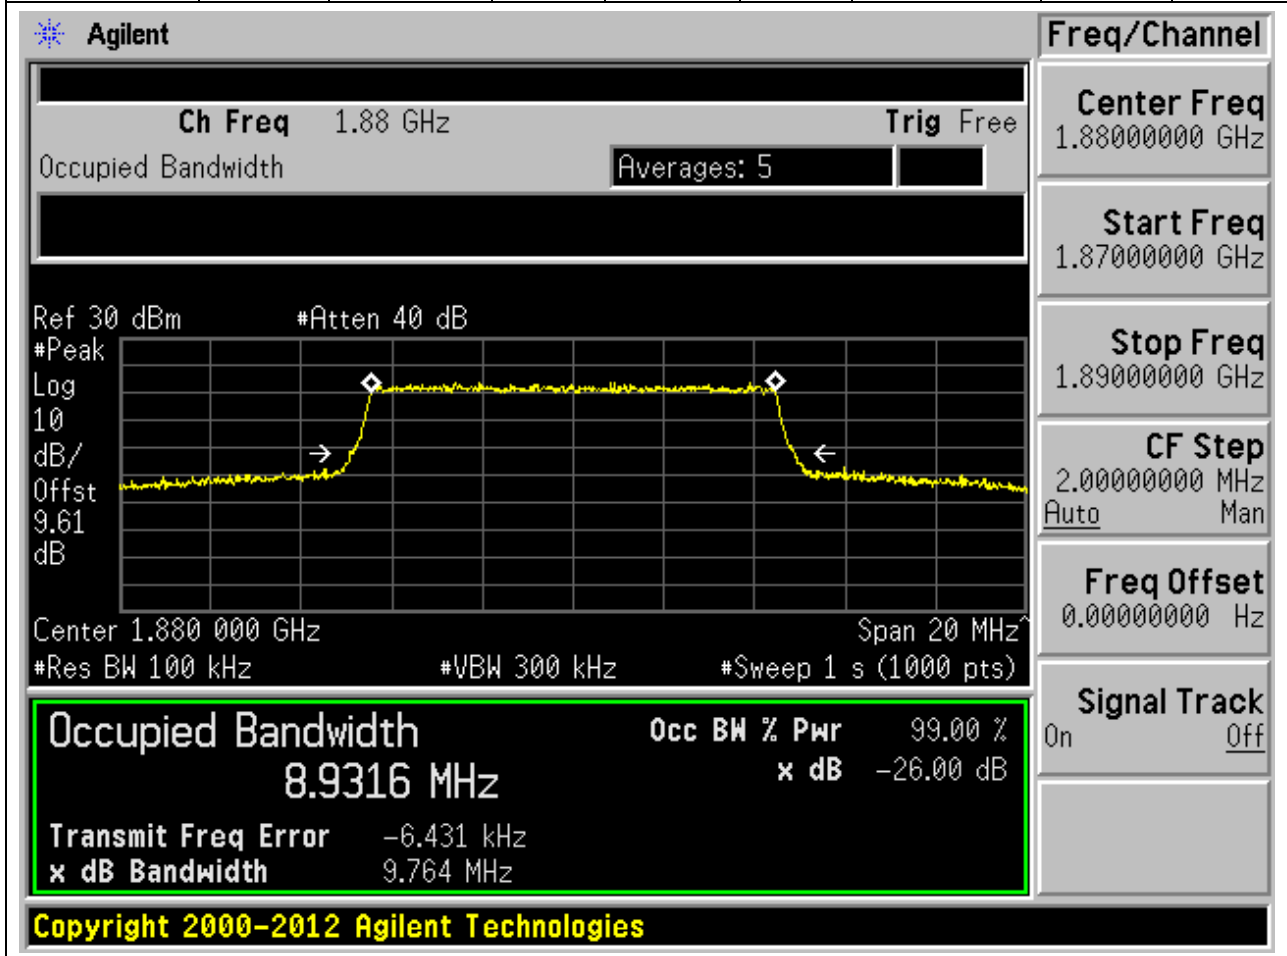 Agilent
Freq/Channel
Ch Freq 1.88 GHz Trig Free
Occupied Bandwidth Averages: 5
Ref 30 dBm #Atten 40 dB
#Peak
Log
10
dB/
Offst
9.61
dB
Center 1.880 000 GHz Span 20 MHz^
#Res BW 100 kHz #VBW 300 kHz #Sweep 1 s (1000 pts)
Occupied Bandwidth
8.9316 MHz
Occ BW % Pwr 99.00 %
x dB -26.00 dB
Transmit Freq Error -6.431 kHz
x dB Bandwidth 9.764 MHz
Copyright 2000-2012 Agilent Technologies
Center Freq
1.88000000 GHz
Start Freq
1.87000000 GHz
Stop Freq
1.89000000 GHz
CF Step
2.00000000 MHz
Auto Man
Freq Offset
0.00000000 Hz
Signal Track
On Off